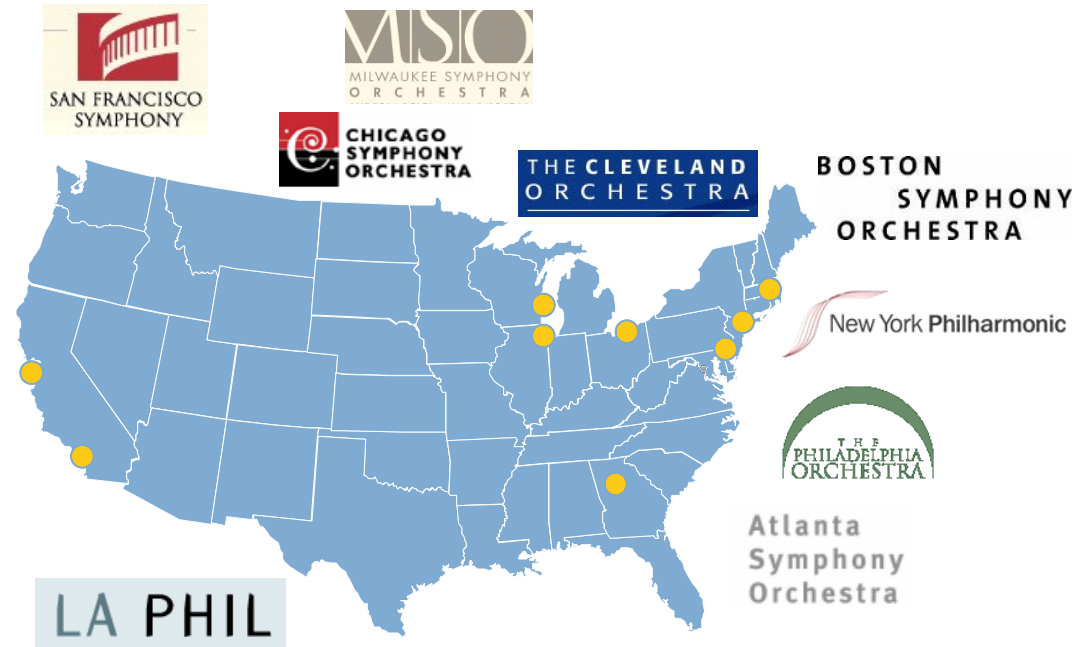 MSO
MILWAUKEE SYMPHONY
ORCHESTRA
SAN FRANCISCO
SYMPHONY
CHICAGO
SYMPHONY
ORCHESTRA
THE CLEVELAND
ORCHESTRA
BOSTON
SYMPHONY
ORCHESTRA
New York Philharmonic
THE
PHILADELPHIA
ORCHESTRA
Atlanta
Symphony
Orchestra
LA PHIL